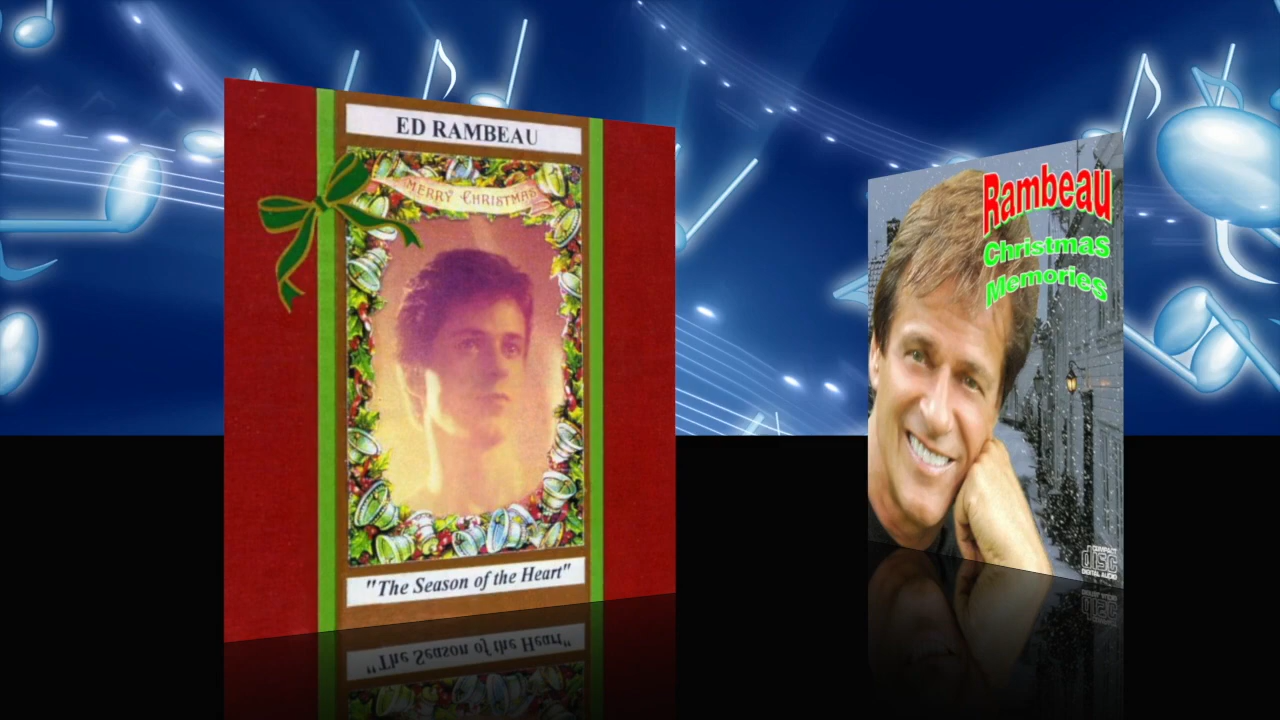 ED RAMBEAU
MERRY CHRISTMAS
"The Season of the Heart"
Rambeau
Christmas
Memories
COMPACT
disc
DIGITAL AUDIO